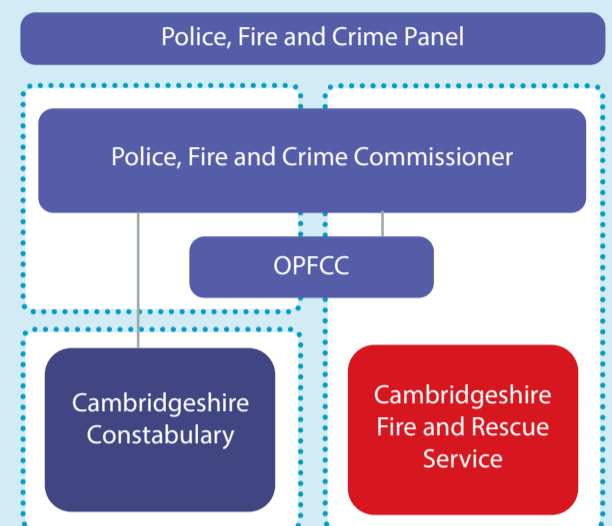 Police, Fire and Crime Panel
Police, Fire and Crime Commissioner
OPFCC
Cambridgeshire
Constabulary
Cambridgeshire
Fire and Rescue
Service